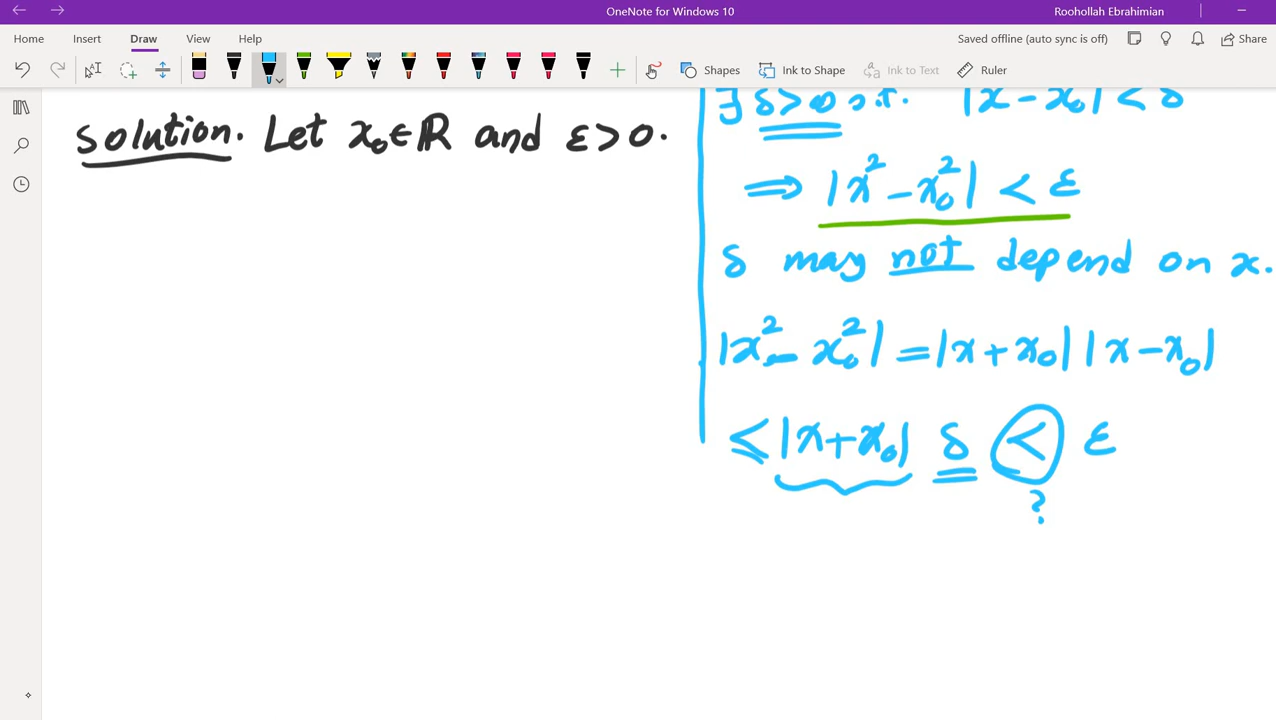 OneNote for Windows 10
Roohollah Ebrahimian
Home Insert Draw View Help
Saved offline (auto sync is off)
Share
Shapes
Ink to Shape
Ink to Text
Ruler
Solution. Let x₀∈ℝ and ε>0.
∃ δ>0 s.t. |x-x₀|<δ
⟹ |x²-x₀²| < ε
δ may not depend on x.
|x²-x₀²| = |x+x₀| |x-x₀|
≤ |x+x₀| δ < ε
?